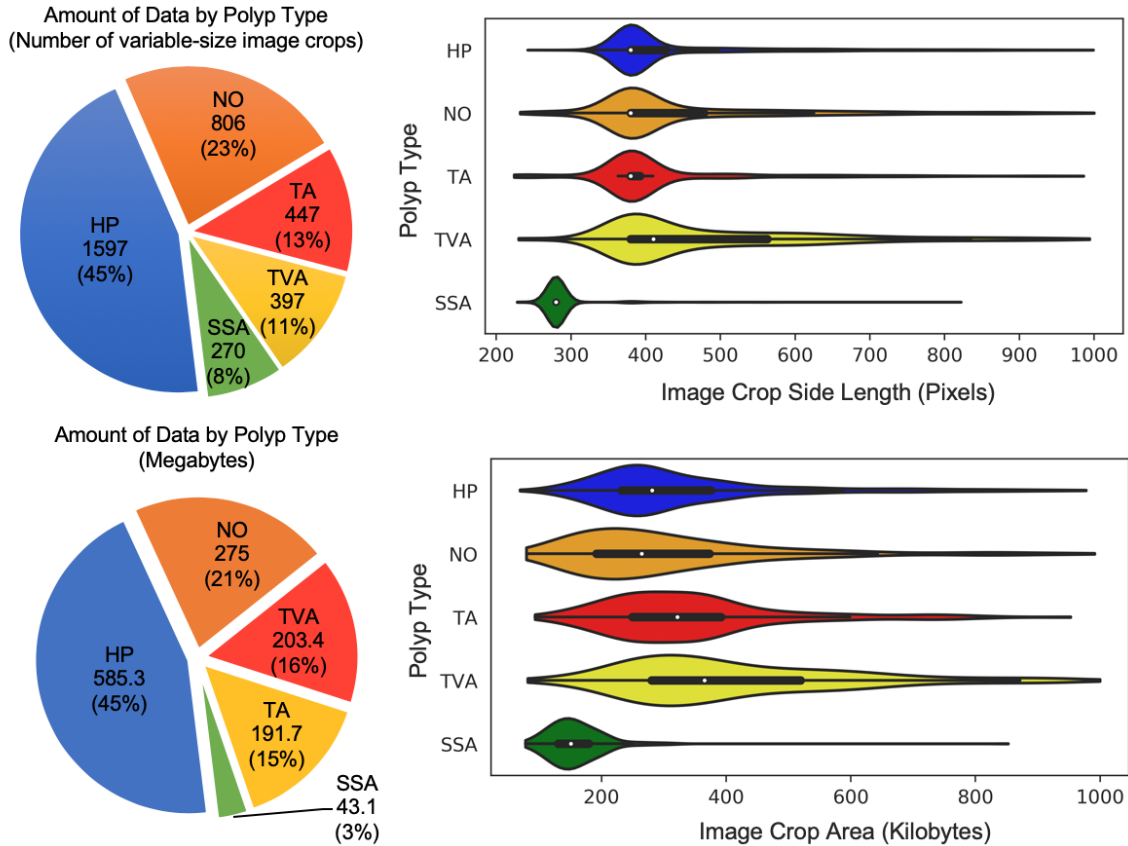 Amount of Data by Polyp Type
(Number of variable-size image crops)
NO
806
(23%)
TA
447
(13%)
HP
1597
(45%)
TVA
397
(11%)
SSA
270
(8%)
Polyp Type
HP
NO
TA
TVA
SSA
200 300 400 500 600 700 800 900 1000
Image Crop Side Length (Pixels)
Amount of Data by Polyp Type
(Megabytes)
NO
275
(21%)
TVA
203.4
(16%)
HP
585.3
(45%)
TA
191.7
(15%)
SSA
43.1
(3%)
Polyp Type
HP
NO
TA
TVA
SSA
200 400 600 800 1000
Image Crop Area (Kilobytes)